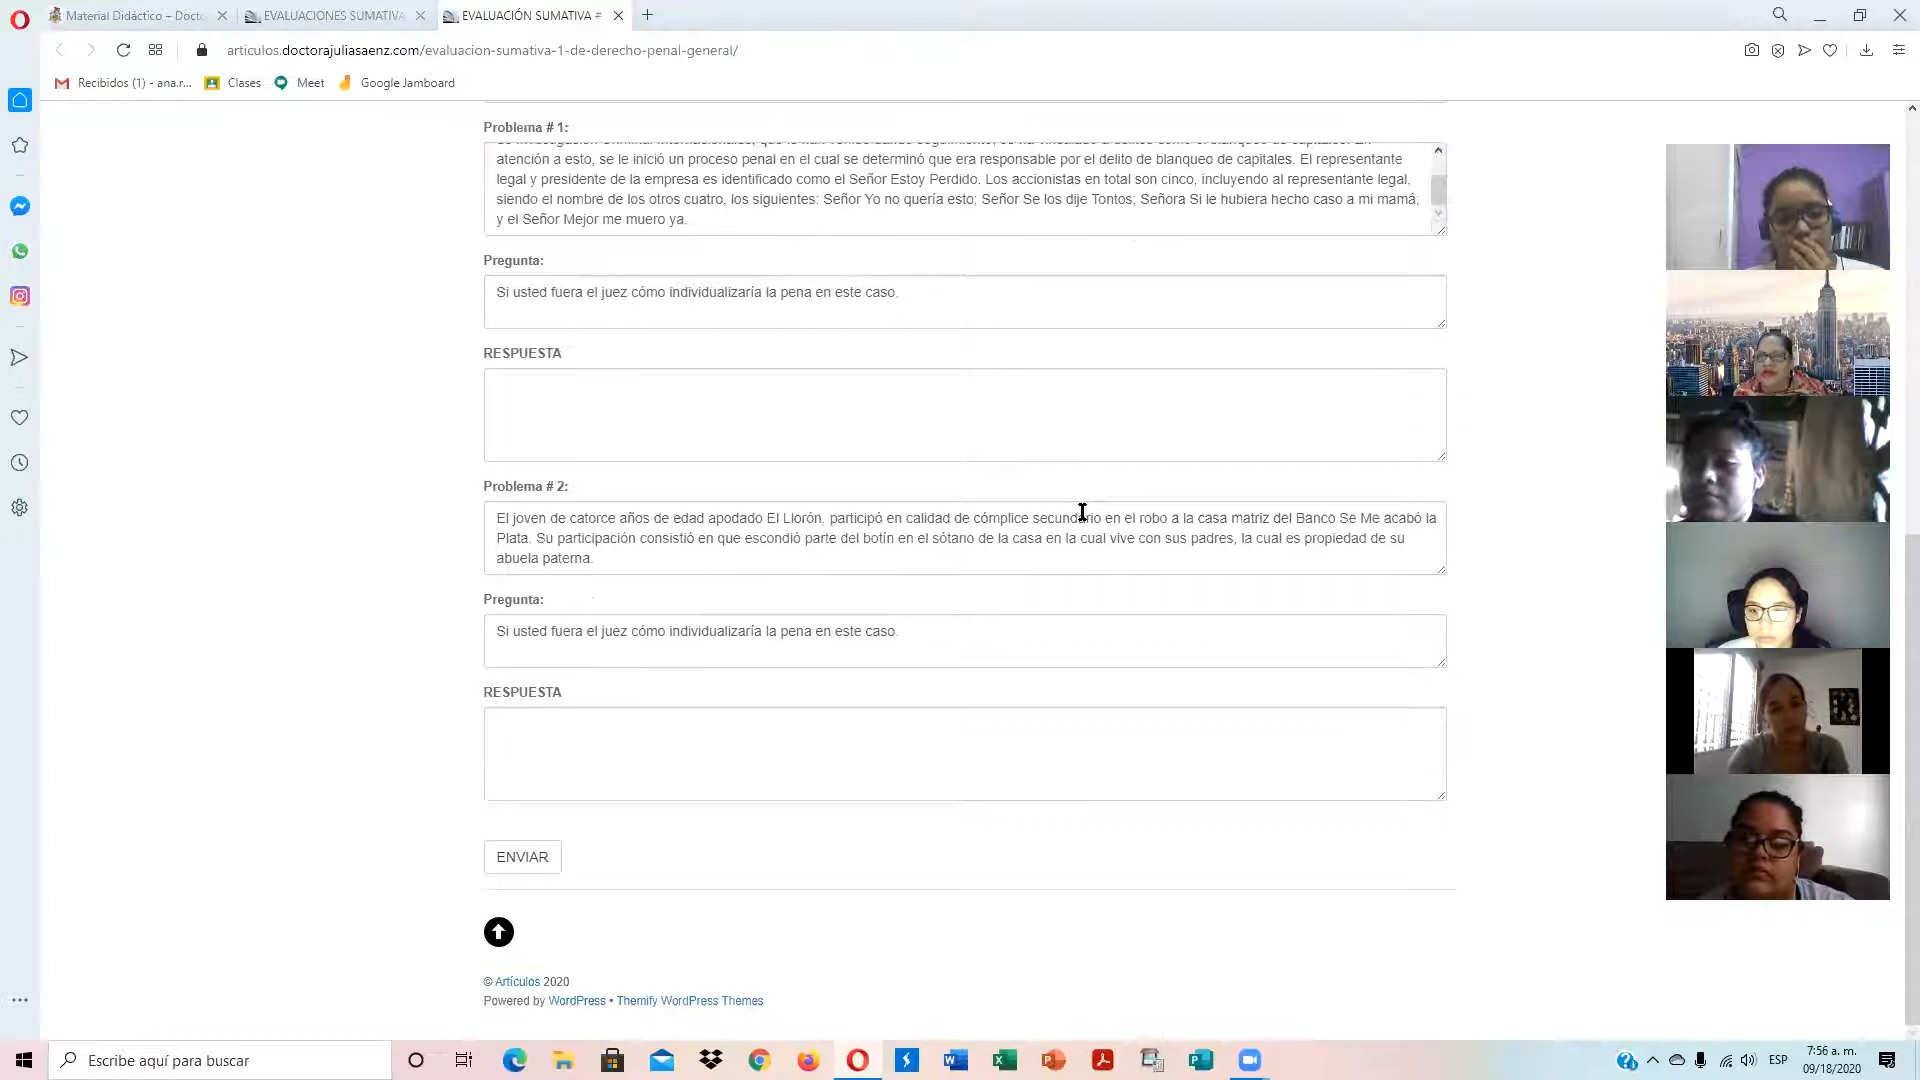 Material Didáctico – Docto
EVALUACIONES SUMATIVA
EVALUACIÓN SUMATIVA #
articulos.doctorajuliasaenz.com/evaluacion-sumativa-1-de-derecho-penal-general/
Recibidos (1) - ana.r...
Clases
Meet
Google Jamboard
Problema # 1:
atención a esto, se le inició un proceso penal en el cual se determinó que era responsable por el delito de blanqueo de capitales. El representante
legal y presidente de la empresa es identificado como el Señor Estoy Perdido. Los accionistas en total son cinco, incluyendo al representante legal,
siendo el nombre de los otros cuatro, los siguientes: Señor Yo no quería esto; Señor Se los dije Tontos; Señora Si le hubiera hecho caso a mi mamá;
y el Señor Mejor me muero ya.
Pregunta:
Si usted fuera el juez cómo individualizaría la pena en este caso.
RESPUESTA
Problema # 2:
El joven de catorce años de edad apodado El Llorón, participó en calidad de cómplice secundario en el robo a la casa matriz del Banco Se Me acabó la
Plata. Su participación consistió en que escondió parte del botín en el sótano de la casa en la cual vive con sus padres, la cual es propiedad de su
abuela paterna.
Pregunta:
Si usted fuera el juez cómo individualizaría la pena en este caso.
RESPUESTA
ENVIAR
© Artículos 2020
Powered by WordPress • Themify WordPress Themes
Escribe aquí para buscar
ESP
7:56 a. m.
09/18/2020